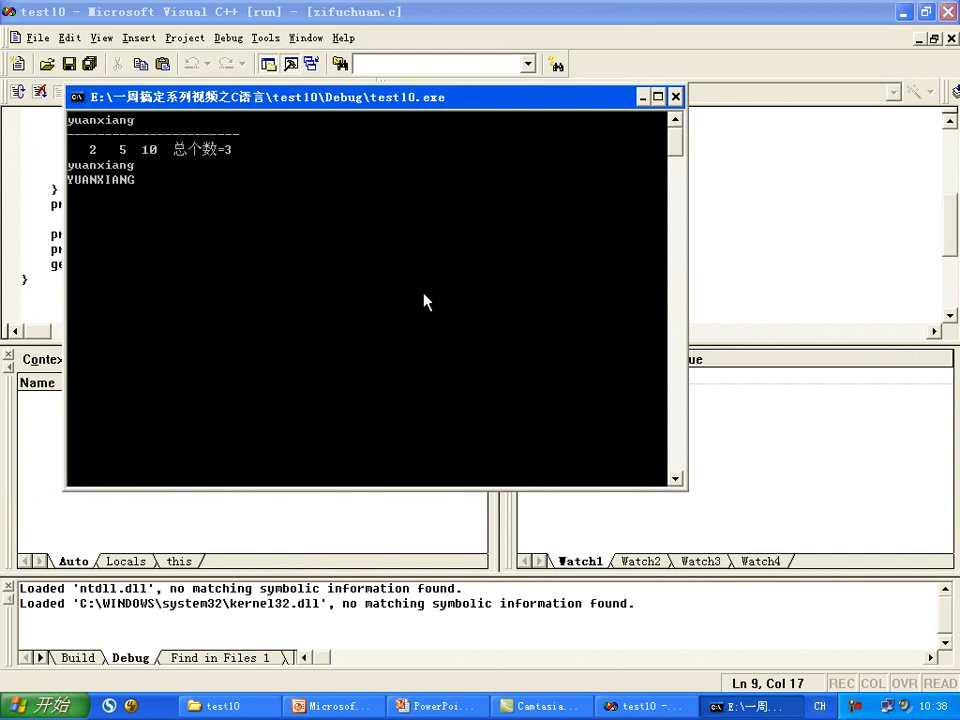 test10 - Microsoft Visual C++ [run] - [zifuchuan.c]
File Edit View Insert Project Debug Tools Window Help
E:\一周搞定系列视频之C语言\test10\Debug\test10.exe
yuanxiang
------------------------
2 5 10 总个数=3
yuanxiang
YUANXIANG
}
pr
pr
pr
ge
}
Contex
ue
Name
Auto Locals this
Watch1 Watch2 Watch3 Watch4
Loaded 'ntdll.dll', no matching symbolic information found.
Loaded 'C:\WINDOWS\system32\kernel32.dll', no matching symbolic information found.
Build Debug Find in Files 1
Ln 9, Col 17 REC COL OVR READ
开始 test10 Microsof... PowerPoi... Camtasia... test10 -... E:\一周... CH 10:38